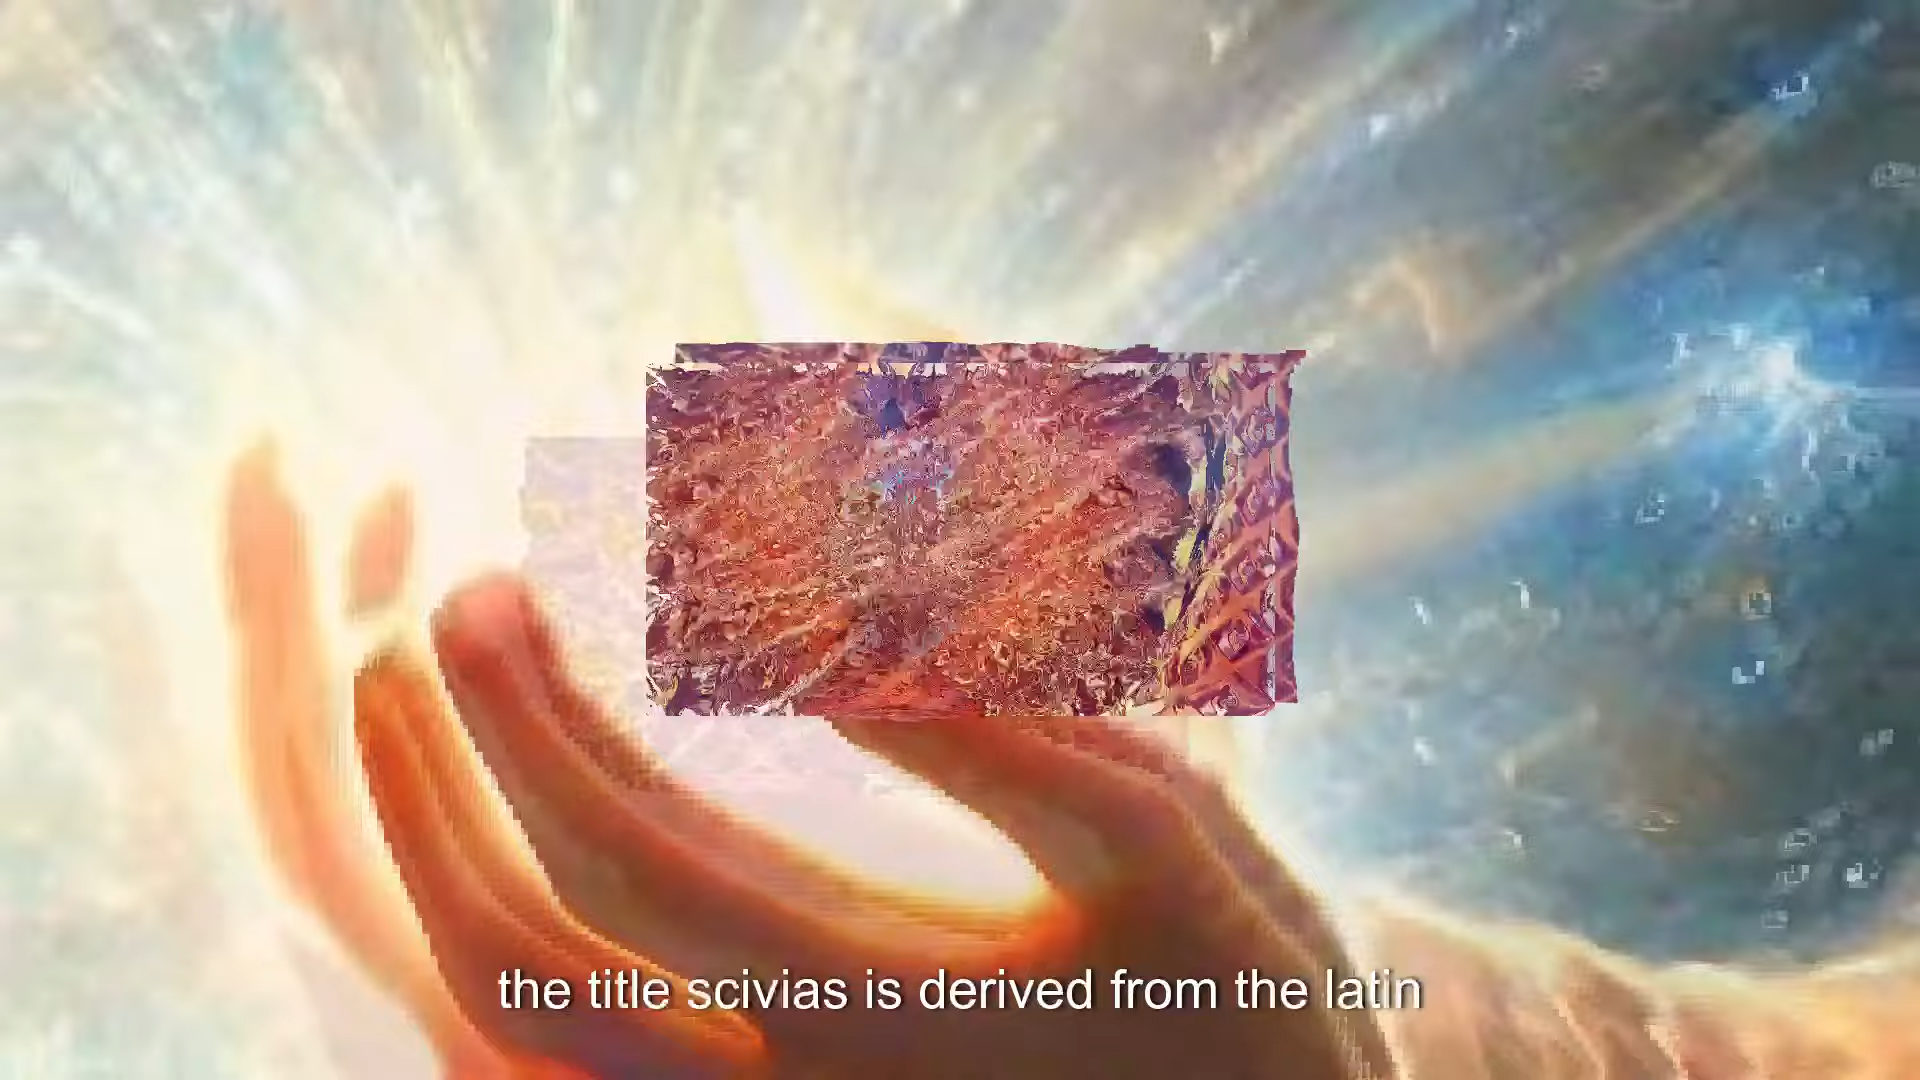 the title scivias is derived from the latin